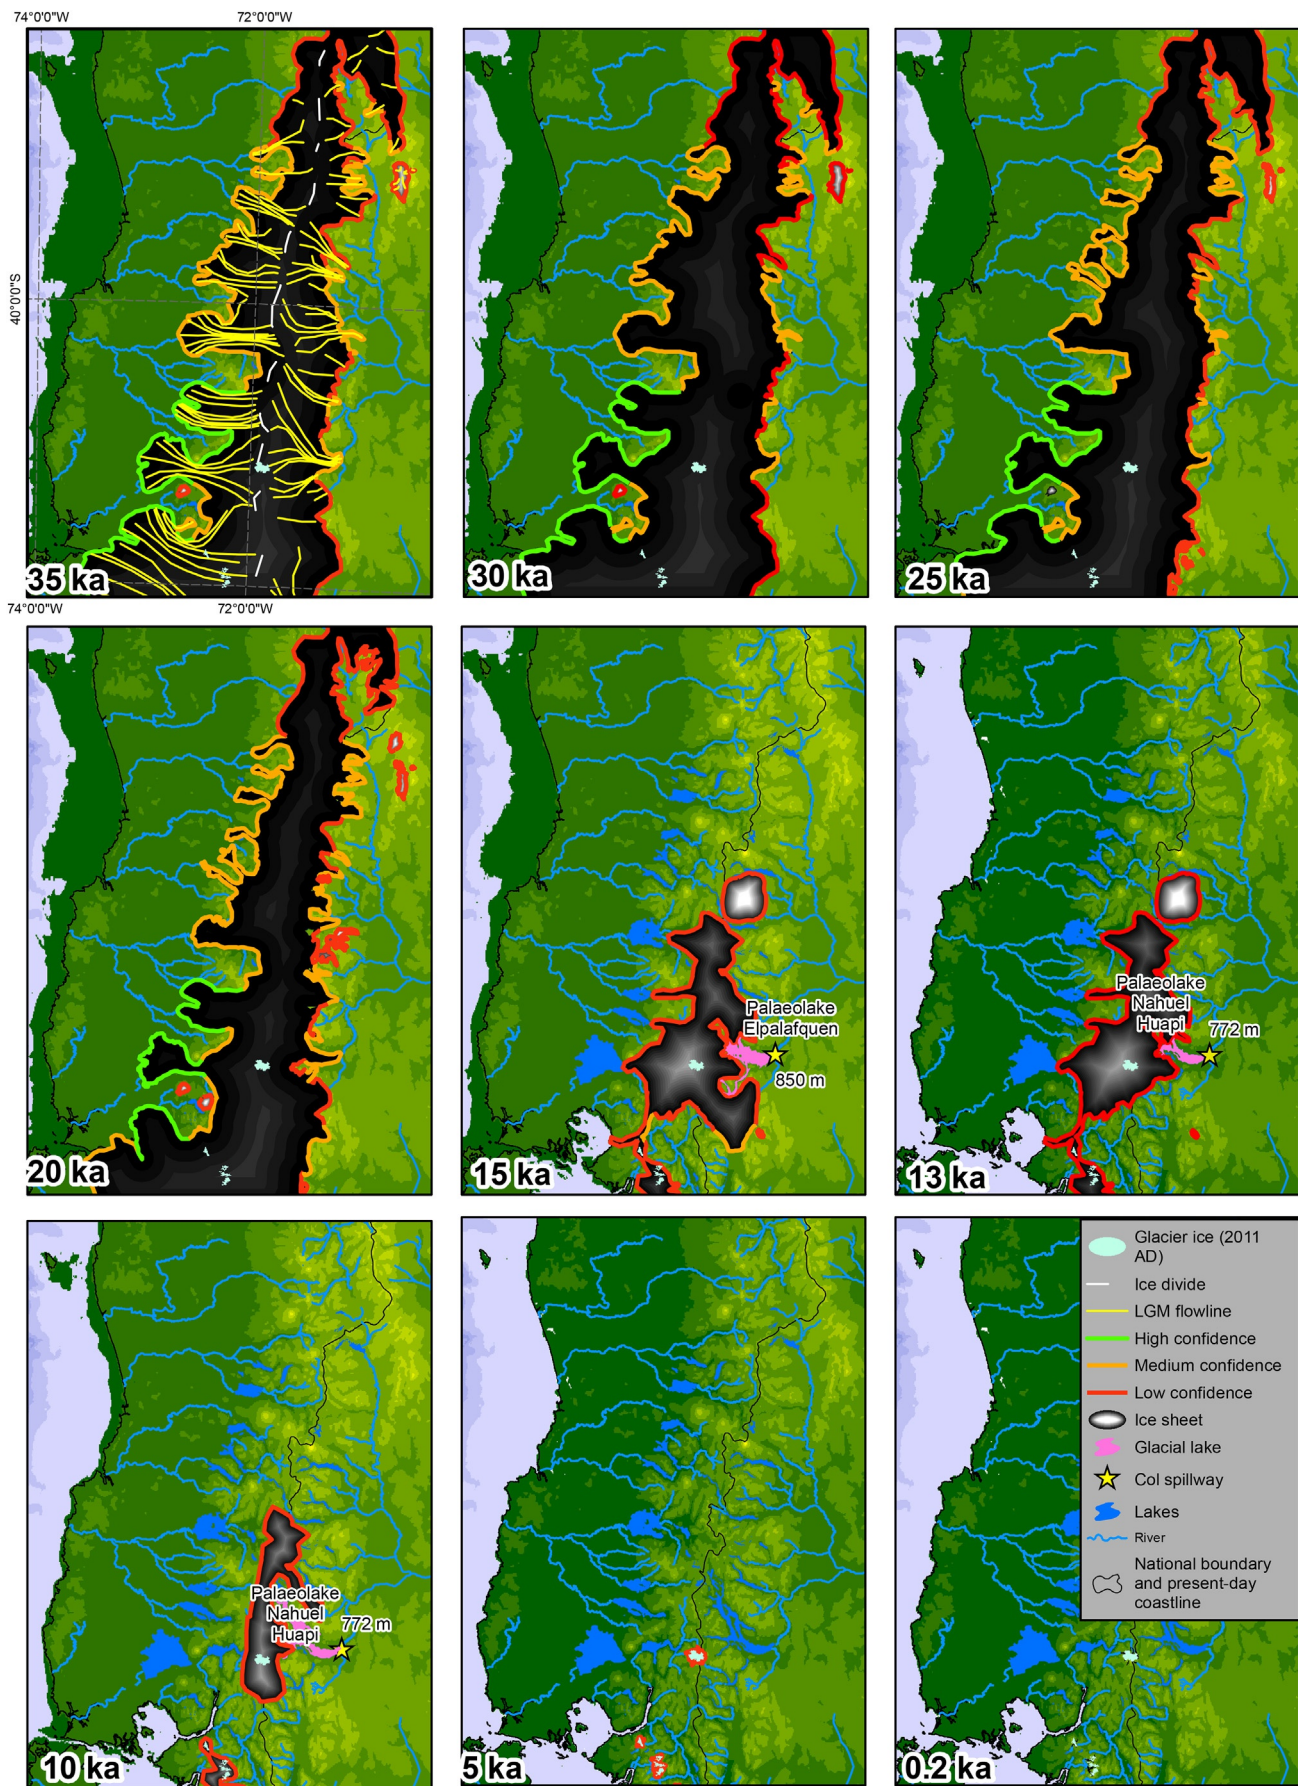 74°0'0"W
72°0'0"W
40°0'0"S
35 ka
30 ka
25 ka
74°0'0"W
72°0'0"W
20 ka
Palaeolake
Elpalafquen
850 m
15 ka
Palaeolake
Nahuel
Huapi
772 m
13 ka
Palaeolake
Nahuel
Huapi
772 m
10 ka
5 ka
Glacier ice (2011
AD)
Ice divide
LGM flowline
High confidence
Medium confidence
Low confidence
Ice sheet
Glacial lake
Col spillway
Lakes
River
National boundary
and present-day
coastline
0.2 ka